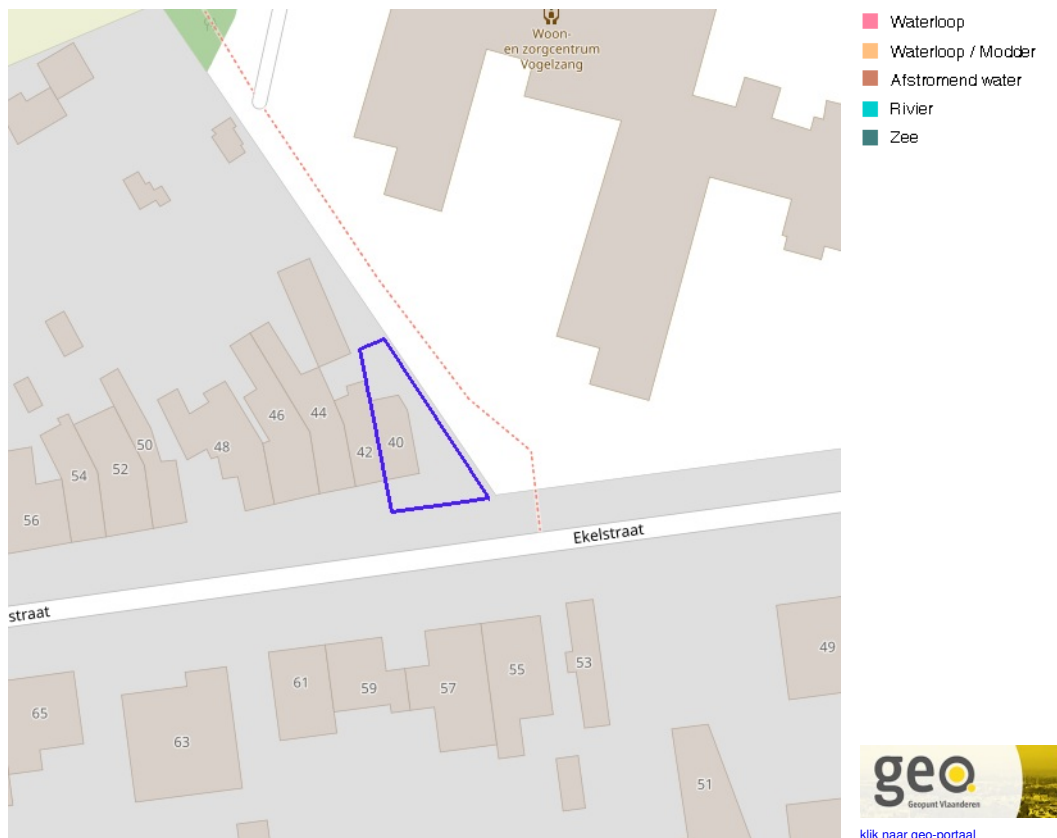 Woon-
en zorgcentrum
Vogelzang
Waterloop
Waterloop / Modder
Afstromend water
Rivier
Zee
46
44
50
48
42
40
54
52
56
Ekelstraat
straat
49
53
55
61
59
57
65
63
51
geo.
Geopunt Vlaanderen
klik naar geo-portaal